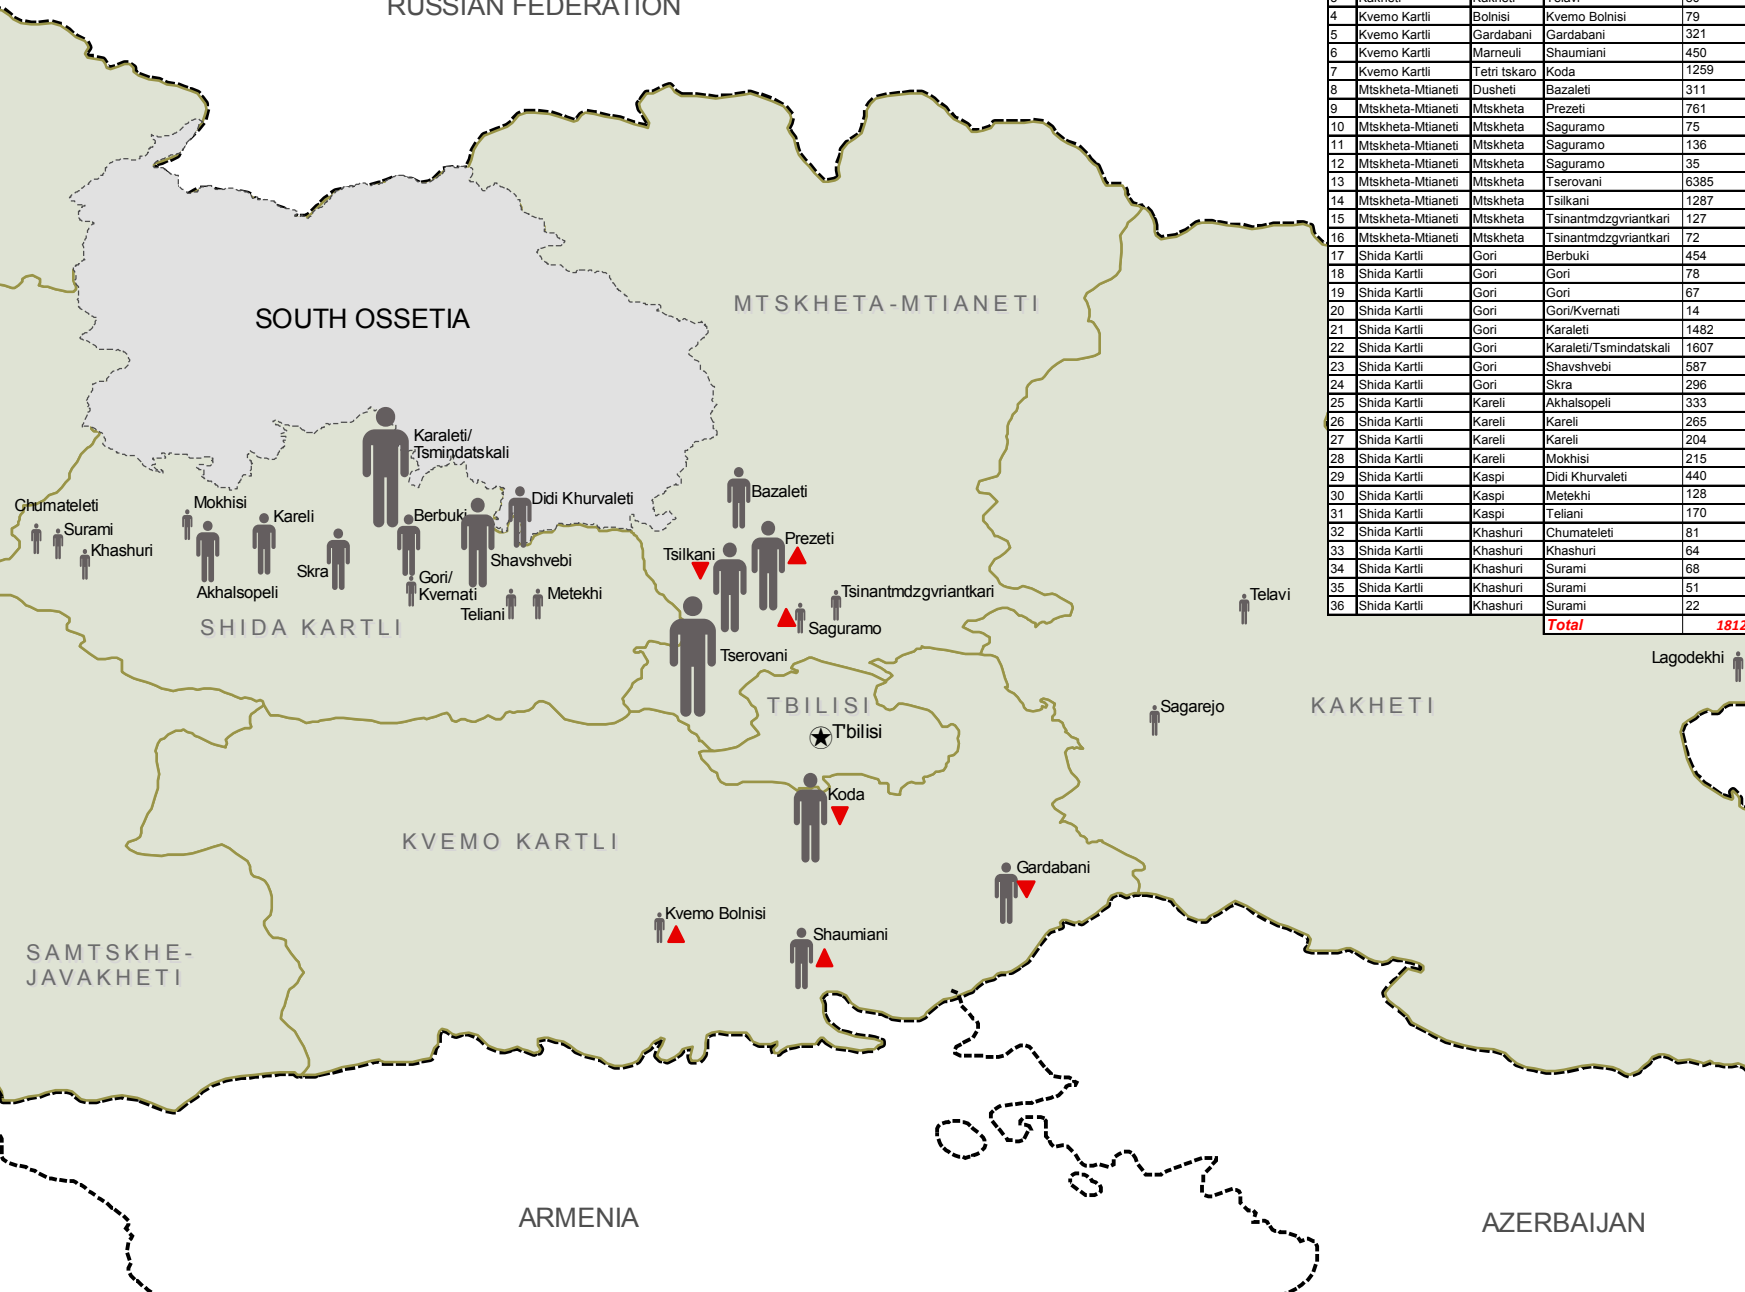 RUSSIAN FEDERATION
4 Kvemo Kartli Bolnisi Kvemo Bolnisi 79
5 Kvemo Kartli Gardabani Gardabani 321
6 Kvemo Kartli Marneuli Shaumiani 450
7 Kvemo Kartli Tetri tskaro Koda 1259
8 Mtskheta-Mtianeti Dusheti Bazaleti 311
9 Mtskheta-Mtianeti Mtskheta Prezeti 761
10 Mtskheta-Mtianeti Mtskheta Saguramo 75
11 Mtskheta-Mtianeti Mtskheta Saguramo 136
12 Mtskheta-Mtianeti Mtskheta Saguramo 35
13 Mtskheta-Mtianeti Mtskheta Tserovani 6385
14 Mtskheta-Mtianeti Mtskheta Tsilkani 1287
15 Mtskheta-Mtianeti Mtskheta Tsinantmdzgvriantkari 127
16 Mtskheta-Mtianeti Mtskheta Tsinantmdzgvriantkari 72
17 Shida Kartli Gori Berbuki 454
18 Shida Kartli Gori Gori 78
19 Shida Kartli Gori Gori 67
20 Shida Kartli Gori Gori/Kvernati 14
21 Shida Kartli Gori Karaleti 1482
22 Shida Kartli Gori Karaleti/Tsmindatskali 1607
23 Shida Kartli Gori Shavshvebi 587
24 Shida Kartli Gori Skra 296
25 Shida Kartli Kareli Akhalsopeli 333
26 Shida Kartli Kareli Kareli 265
27 Shida Kartli Kareli Kareli 204
28 Shida Kartli Kareli Mokhisi 215
29 Shida Kartli Kaspi Didi Khurvaleti 440
30 Shida Kartli Kaspi Metekhi 128
31 Shida Kartli Kaspi Teliani 170
32 Shida Kartli Khashuri Chumateleti 81
33 Shida Kartli Khashuri Khashuri 64
34 Shida Kartli Khashuri Surami 68
35 Shida Kartli Khashuri Surami 51
36 Shida Kartli Khashuri Surami 22
Total 1812
MTSKHETA-MTIANETI
SOUTH OSSETIA
Karaleti/
Tsmindatskali
Bazaleti
Didi Khurvaleti
Mokhisi
Chumateleti
Kareli
Berbuki
Surami
Prezeti
Khashuri
Tsilkani
Shavshvebi
Skra
Gori/
Kvernati
Akhalsopeli
Metekhi
Tsinantmdzgvriantkari
Telavi
Teliani
SHIDA KARTLI
Saguramo
Tserovani
Lagodekhi
TBILISI
Sagarejo
KAKHETI
T'bilisi
Koda
KVEMO KARTLI
Gardabani
Kvemo Bolnisi
Shaumiani
SAMTSKHE-
JAVAKHETI
ARMENIA
AZERBAIJAN